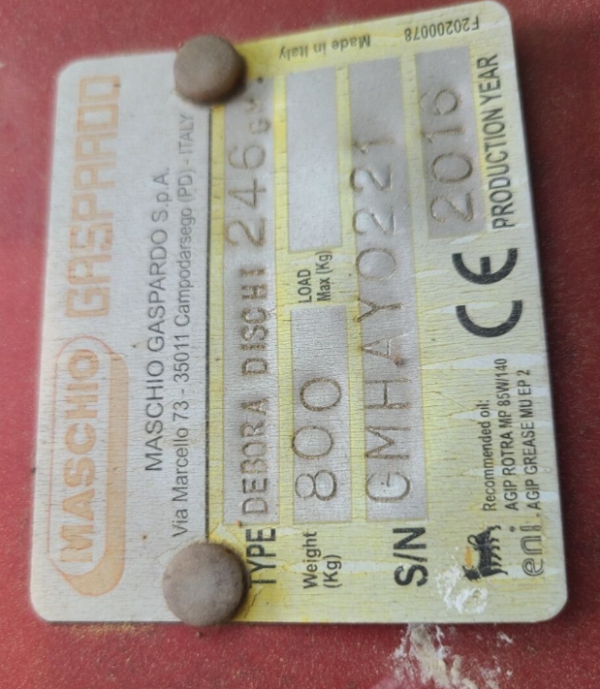 MASCHIO GASPARDO
MASCHIO GASPARDO S.p.A.
Via Marcello 73 - 35011 Campodarsego (PD) - ITALY
TYPE DEBORA DISCHI 246 GM.
Weight (Kg) 800 LOAD Max (Kg)
S/N GMHAY0221
eni
Recommended oil:
AGIP ROTRA MP 85W/140
AGIP GREASE MU EP 2
CE
2016
PRODUCTION YEAR
Made in Italy
F20200078